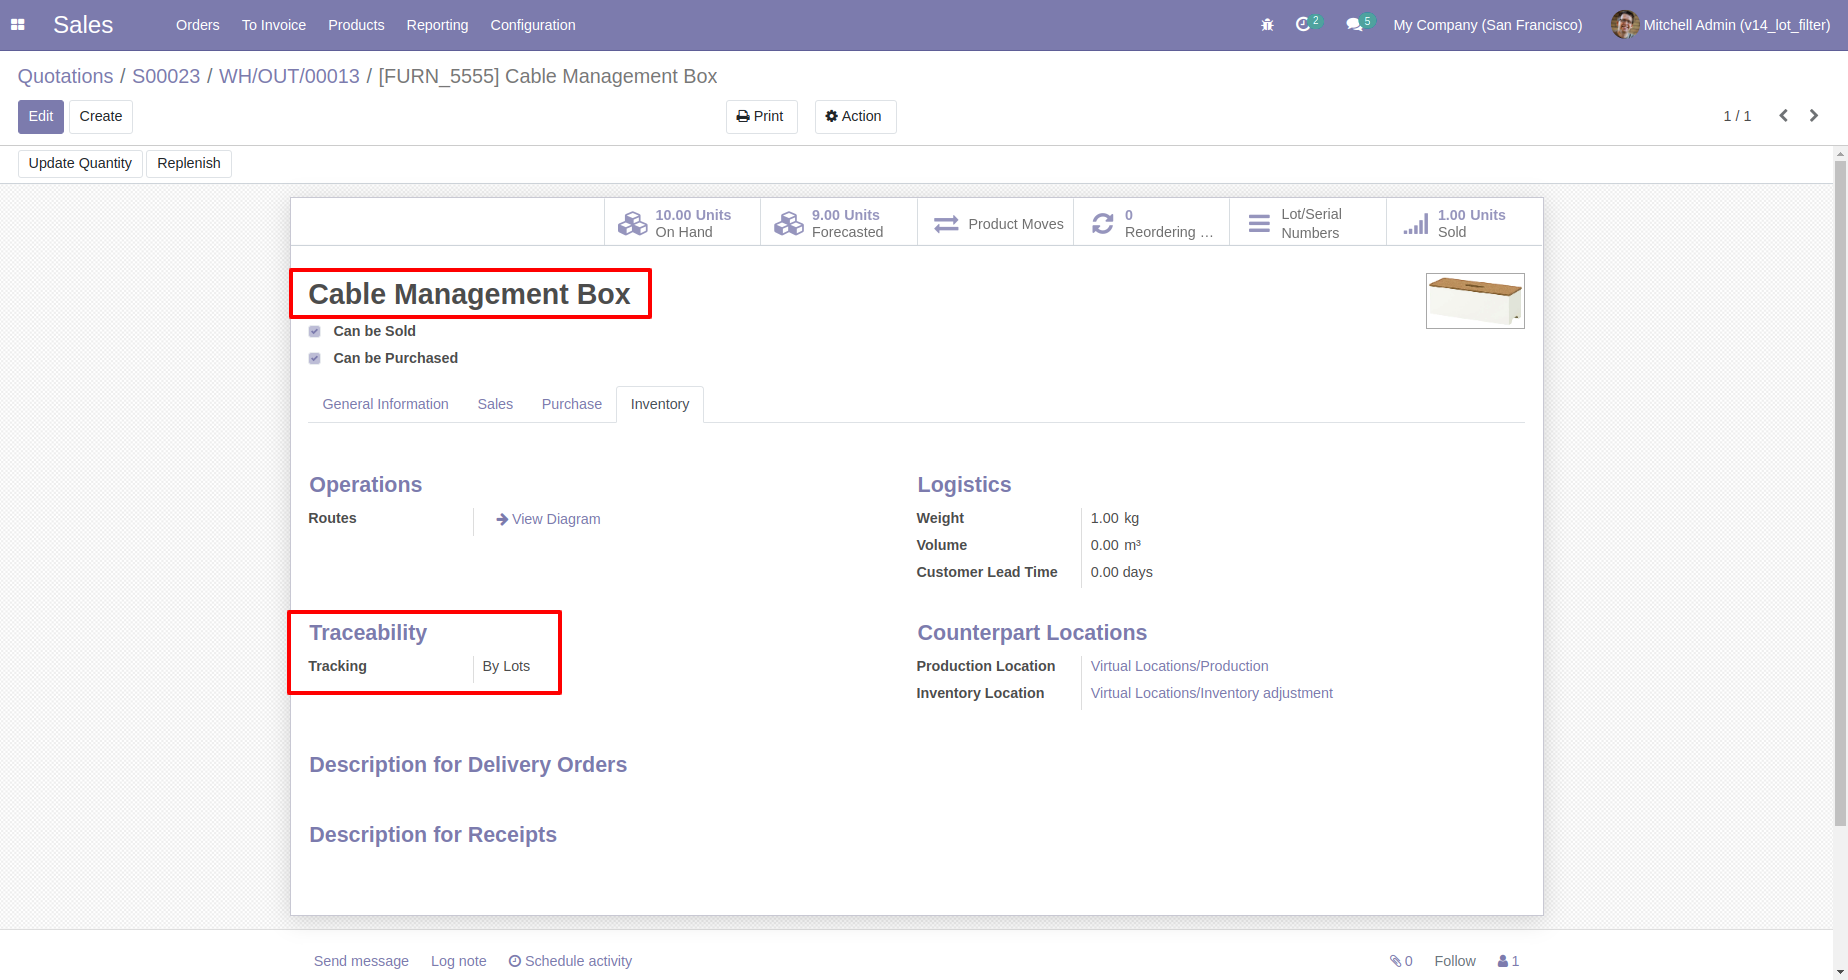 Sales Orders To Invoice Products Reporting Configuration 2 5 My Company (San Francisco) Mitchell Admin (v14_lot_filter)
Quotations / S00023 / WH/OUT/00013 / [FURN_5555] Cable Management Box
Edit Create Print Action 1 / 1
Update Quantity Replenish
10.00 Units
On Hand
9.00 Units
Forecasted
Product Moves
0
Reordering ...
Lot/Serial
Numbers
1.00 Units
Sold
Cable Management Box
Can be Sold
Can be Purchased
General Information Sales Purchase Inventory
Operations
Routes View Diagram
Logistics
Weight 1.00 kg
Volume 0.00 m³
Customer Lead Time 0.00 days
Traceability
Tracking By Lots
Counterpart Locations
Production Location Virtual Locations/Production
Inventory Location Virtual Locations/Inventory adjustment
Description for Delivery Orders
Description for Receipts
Send message Log note Schedule activity 0 Follow 1